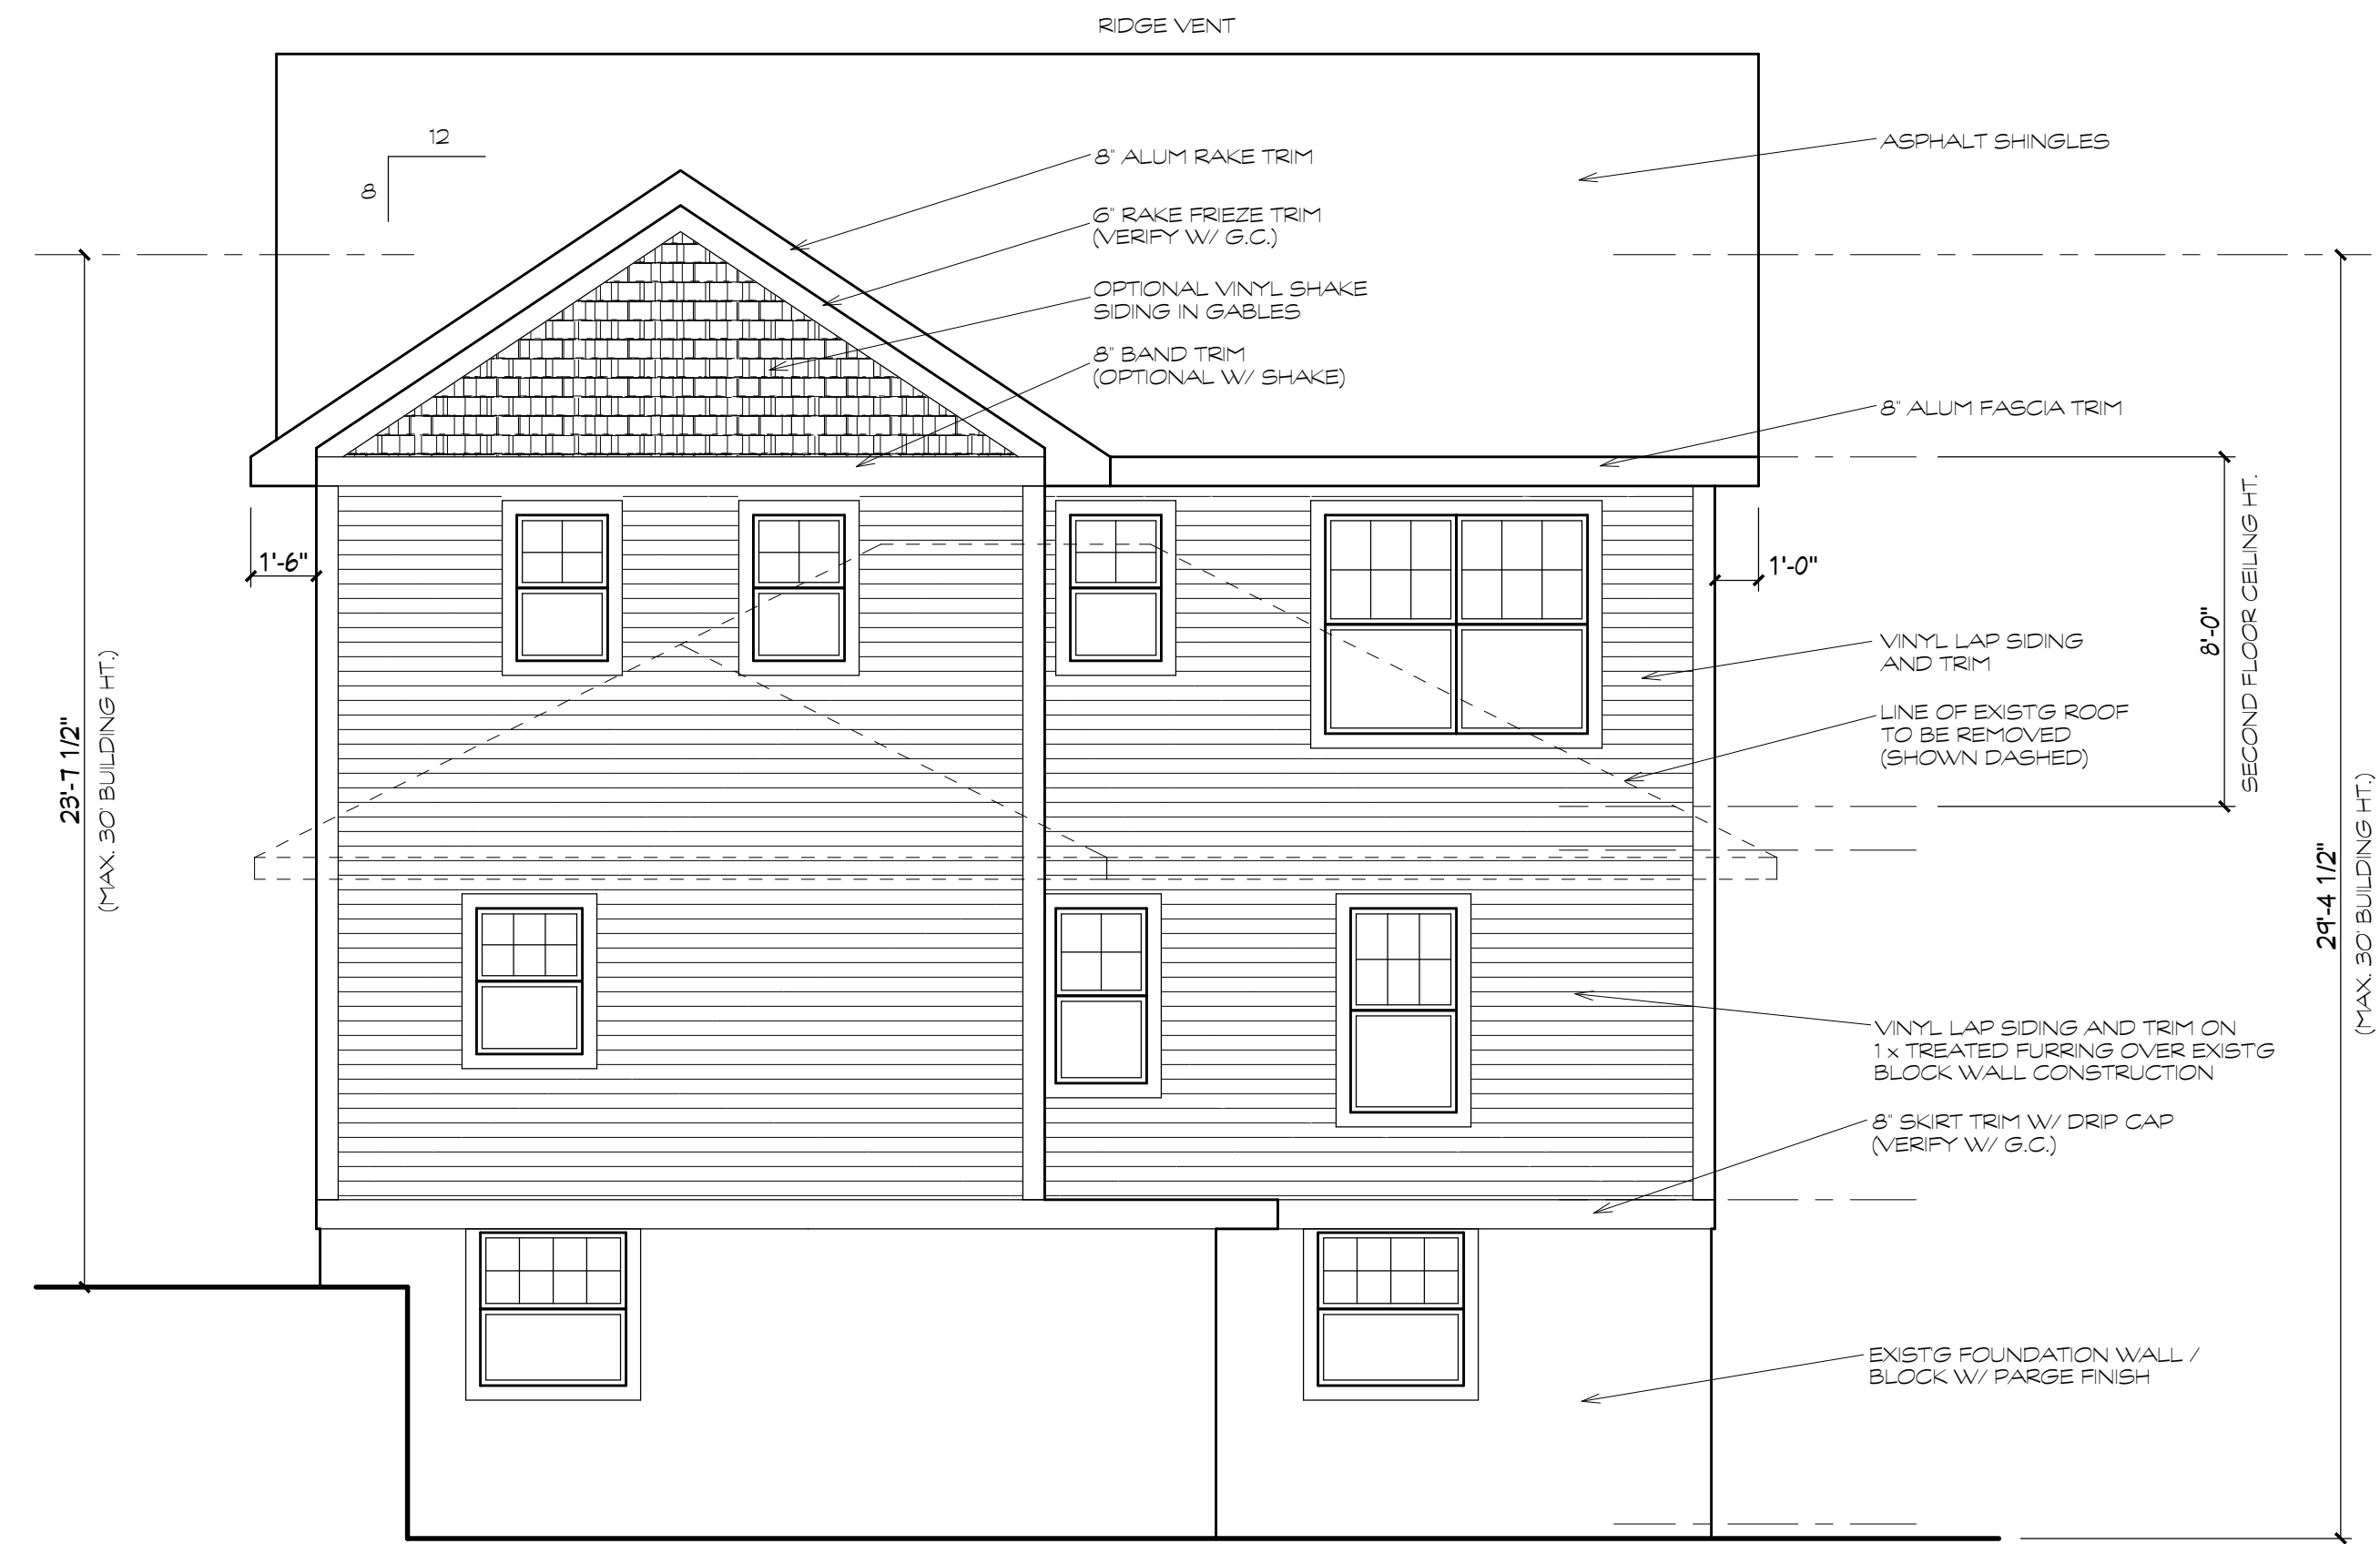 RIDGE VENT
12
8
8" ALUM RAKE TRIM
6" RAKE FRIEZE TRIM
(VERIFY W/ G.C.)
OPTIONAL VINYL SHAKE
SIDING IN GABLES
8" BAND TRIM
(OPTIONAL W/ SHAKE)
ASPHALT SHINGLES
8" ALUM FASCIA TRIM
1'-6"
1'-0"
8'-0"
SECOND FLOOR CEILING HT.
VINYL LAP SIDING
AND TRIM
LINE OF EXIST'G ROOF
TO BE REMOVED
(SHOWN DASHED)
23'-7 1/2"
(MAX. 30' BUILDING HT.)
29'-4 1/2"
(MAX. 30' BUILDING HT.)
VINYL LAP SIDING AND TRIM ON
1 x TREATED FURRING OVER EXIST'G
BLOCK WALL CONSTRUCTION
8" SKIRT TRIM W/ DRIP CAP
(VERIFY W/ G.C.)
EXIST'G FOUNDATION WALL /
BLOCK W/ PARGE FINISH